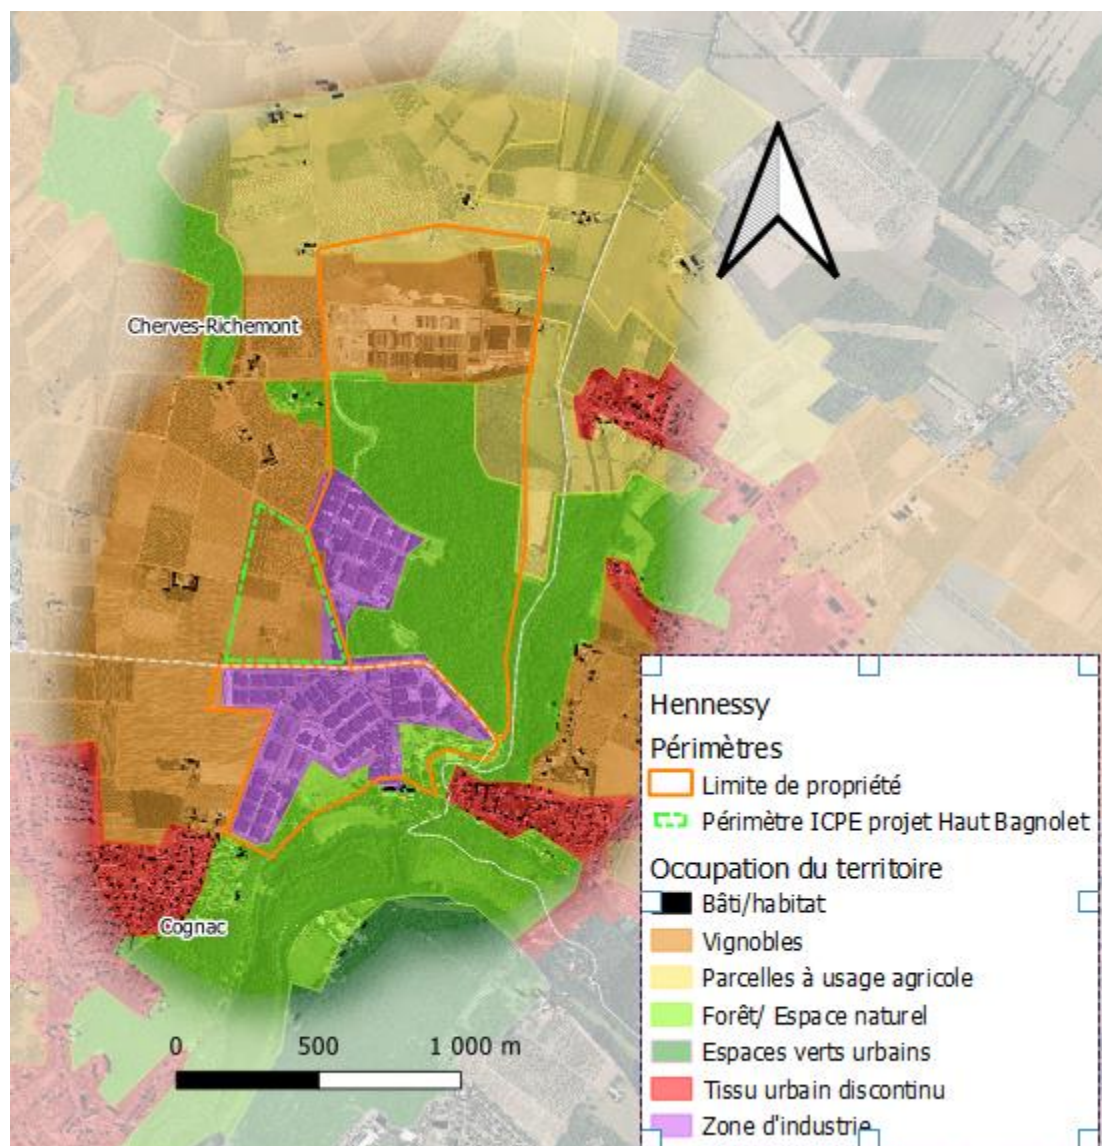 Cherves-Richemont
Cognac
0 500 1 000 m
Hennessy
Périmètres
Limite de propriété
Périmètre ICPE projet Haut Bagnolet
Occupation du territoire
Bâti/habitat
Vignobles
Parcelles à usage agricole
Forêt/ Espace naturel
Espaces verts urbains
Tissu urbain discontinu
Zone d'industrie